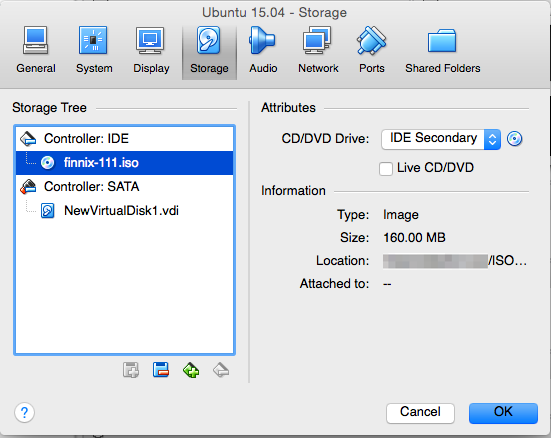 Ubuntu 15.04 - Storage
General System Display Storage Audio Network Ports Shared Folders
Storage Tree
Controller: IDE
finnix-111.iso
Controller: SATA
NewVirtualDisk1.vdi
Attributes
CD/DVD Drive: IDE Secondary
Live CD/DVD
Information
Type: Image
Size: 160.00 MB
Location: /ISO...
Attached to: --
?
Cancel OK